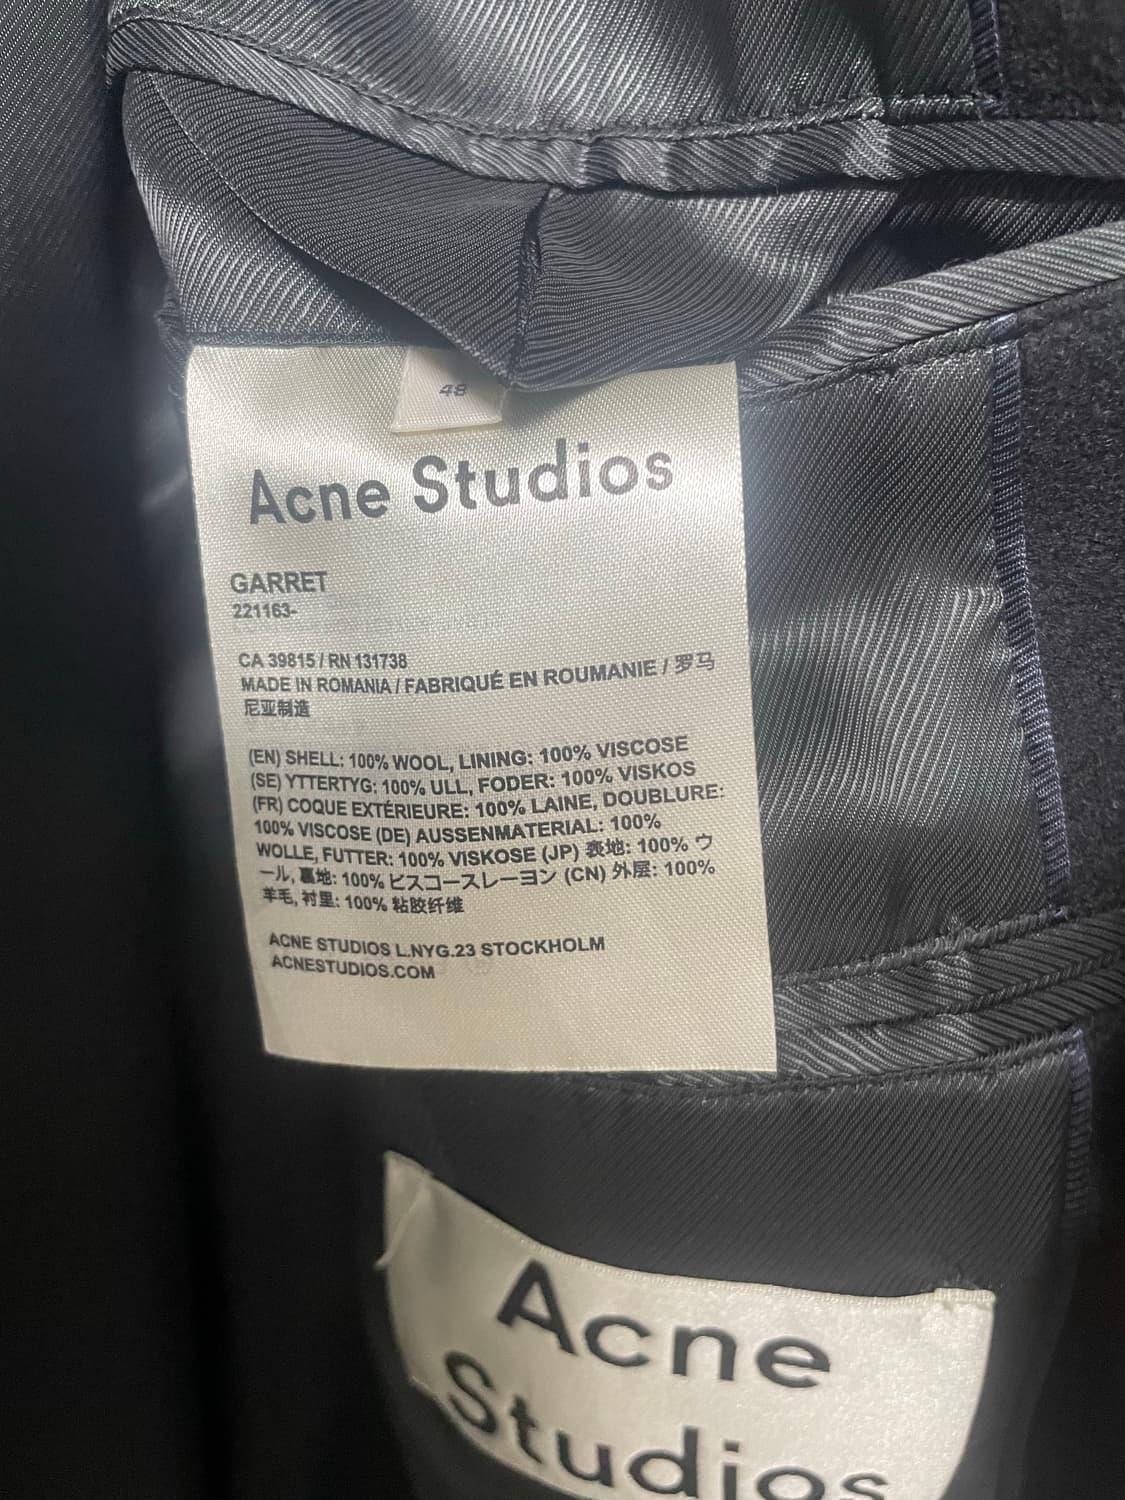 48
Acne Studios
GARRET
221163-
CA 39815 / RN 131738
MADE IN ROMANIA / FABRIQUÉ EN ROUMANIE / 罗马
尼亚制造
(EN) SHELL: 100% WOOL, LINING: 100% VISCOSE
(SE) YTTERTYG: 100% ULL, FODER: 100% VISKOS
(FR) COQUE EXTÉRIEURE: 100% LAINE, DOUBLURE:
100% VISCOSE (DE) AUSSENMATERIAL: 100%
WOLLE, FUTTER: 100% VISKOSE (JP) 表地: 100% ウ
ール, 裏地: 100% ビスコースレーヨン (CN) 外层: 100%
羊毛, 衬里: 100% 粘胶纤维
ACNE STUDIOS L.NYG.23 STOCKHOLM
ACNESTUDIOS.COM
Acne
Studios